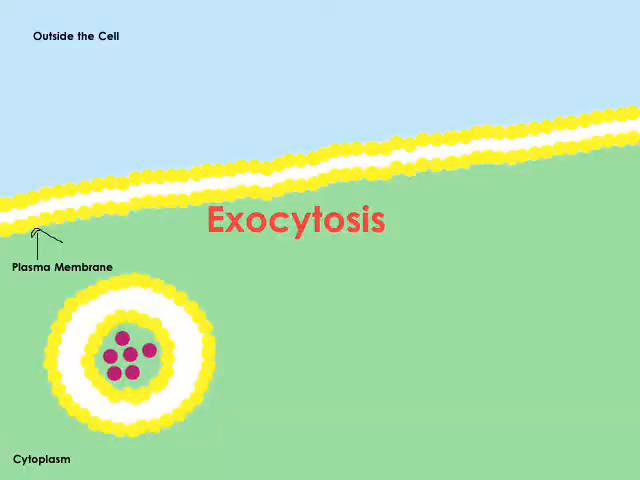 Outside the Cell
Exocytosis
Plasma Membrane
Cytoplasm